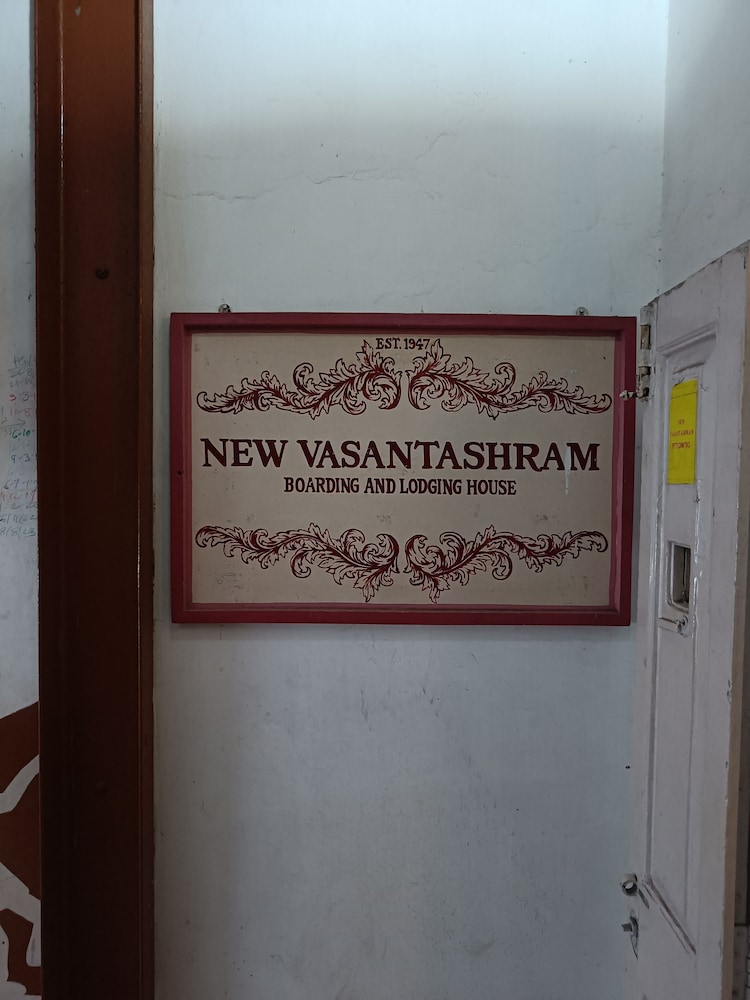 EST. 1947
NEW VASANTASHRAM
BOARDING AND LODGING HOUSE